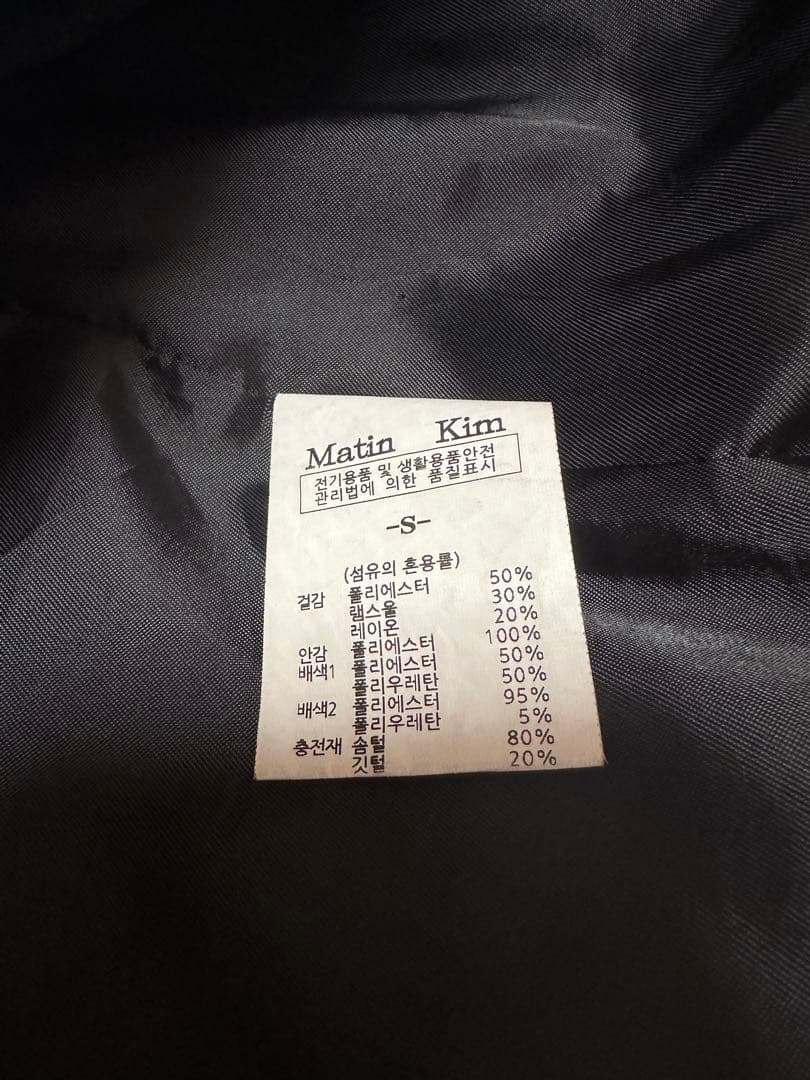 Matin Kim
전기용품 및 생활용품안전
관리법에 의한 품질표시
-S-
(섬유의 혼용률)
겉감 폴리에스터 50%
램스울 30%
레이온 20%
안감 폴리에스터 100%
배색1 폴리에스터 50%
폴리우레탄 50%
배색2 폴리에스터 95%
폴리우레탄 5%
충전재 솜털 80%
깃털 20%